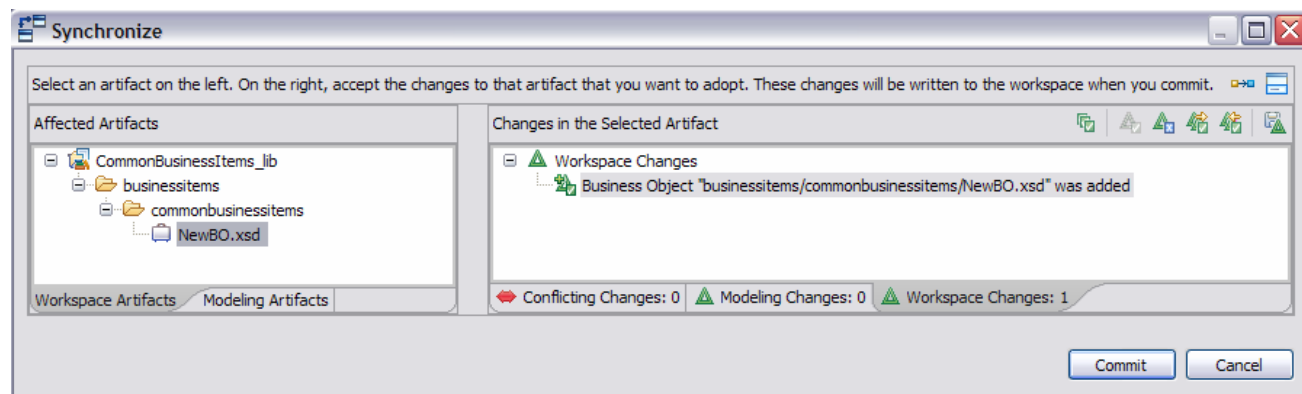 Synchronize
Select an artifact on the left. On the right, accept the changes to that artifact that you want to adopt. These changes will be written to the workspace when you commit.
Affected Artifacts
CommonBusinessItems_lib
businessitems
commonbusinessitems
NewBO.xsd
Workspace Artifacts Modeling Artifacts
Changes in the Selected Artifact
Workspace Changes
Business Object "businessitems/commonbusinessitems/NewBO.xsd" was added
Conflicting Changes: 0 Modeling Changes: 0 Workspace Changes: 1
Commit Cancel